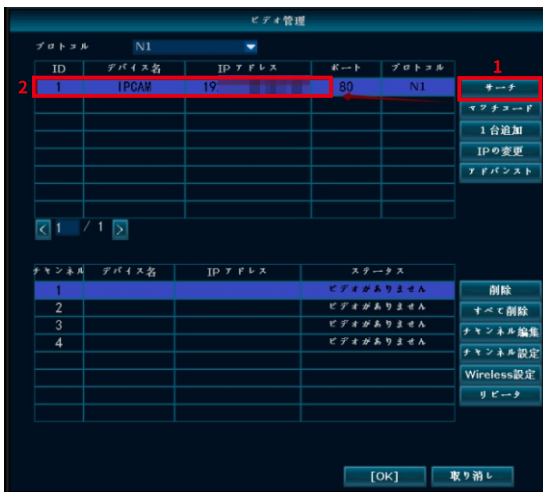 ビデオ管理
プロトコル N1
1
ID デバイス名 IPアドレス ポート プロトコル
2 1 IPCAM 19 80 N1 サーチ
マッチコード
1台追加
IPの変更
アドバンスト
< 1 / 1 >
チャンネル デバイス名 IPアドレス ステータス
1 ビデオがありません 削除
2 ビデオがありません すべて削除
3 ビデオがありません チャンネル編集
4 ビデオがありません チャンネル設定
Wireless設定
リピータ
[OK] 取り消し